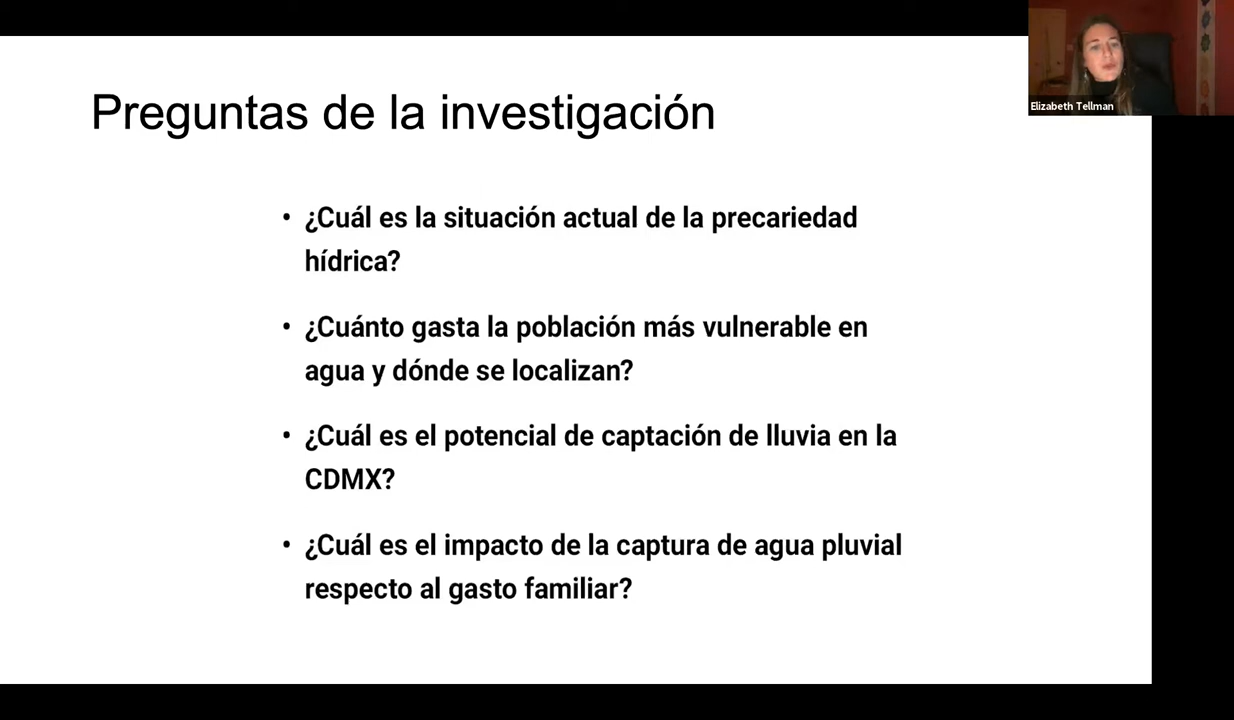 Preguntas de la investigación
Elizabeth Tellman
• ¿Cuál es la situación actual de la precariedad
hídrica?
• ¿Cuánto gasta la población más vulnerable en
agua y dónde se localizan?
• ¿Cuál es el potencial de captación de lluvia en la
CDMX?
• ¿Cuál es el impacto de la captura de agua pluvial
respecto al gasto familiar?